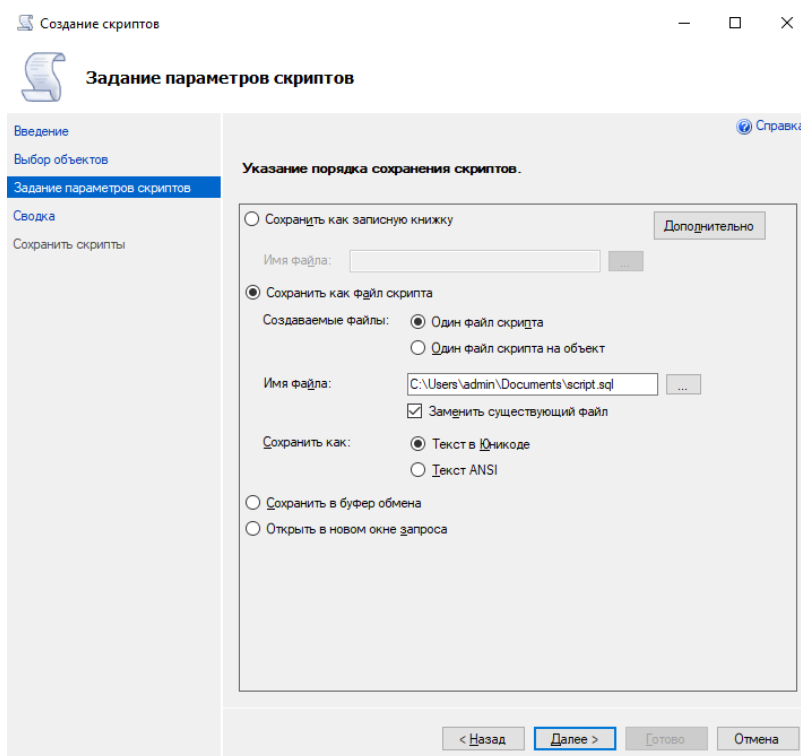 Создание скриптов
Задание параметров скриптов
Введение
Выбор объектов
Задание параметров скриптов
Сводка
Сохранить скрипты
Справка
Указание порядка сохранения скриптов.
Сохранить как записную книжку
Дополнительно
Имя файла:
...
Сохранить как файл скрипта
Создаваемые файлы:
Один файл скрипта
Один файл скрипта на объект
Имя файла:
C:\Users\admin\Documents\script.sql
...
Заменить существующий файл
Сохранить как:
Текст в Юникоде
Текст ANSI
Сохранить в буфер обмена
Открыть в новом окне запроса
< Назад
Далее >
Готово
Отмена